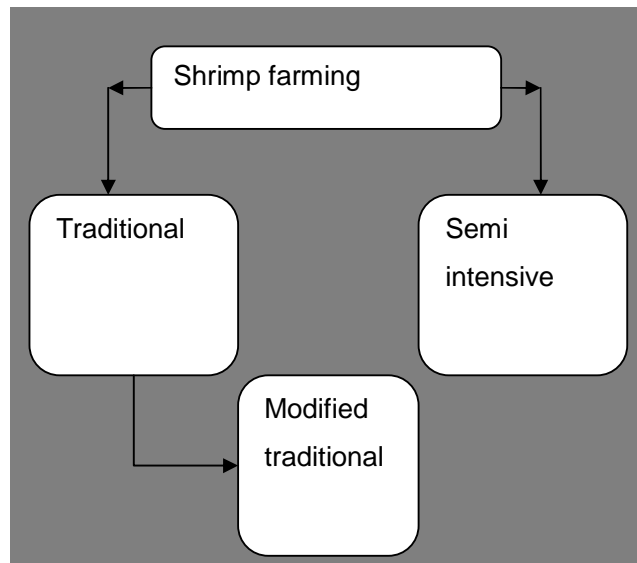 Shrimp farming
Traditional
Semi
intensive
Modified
traditional